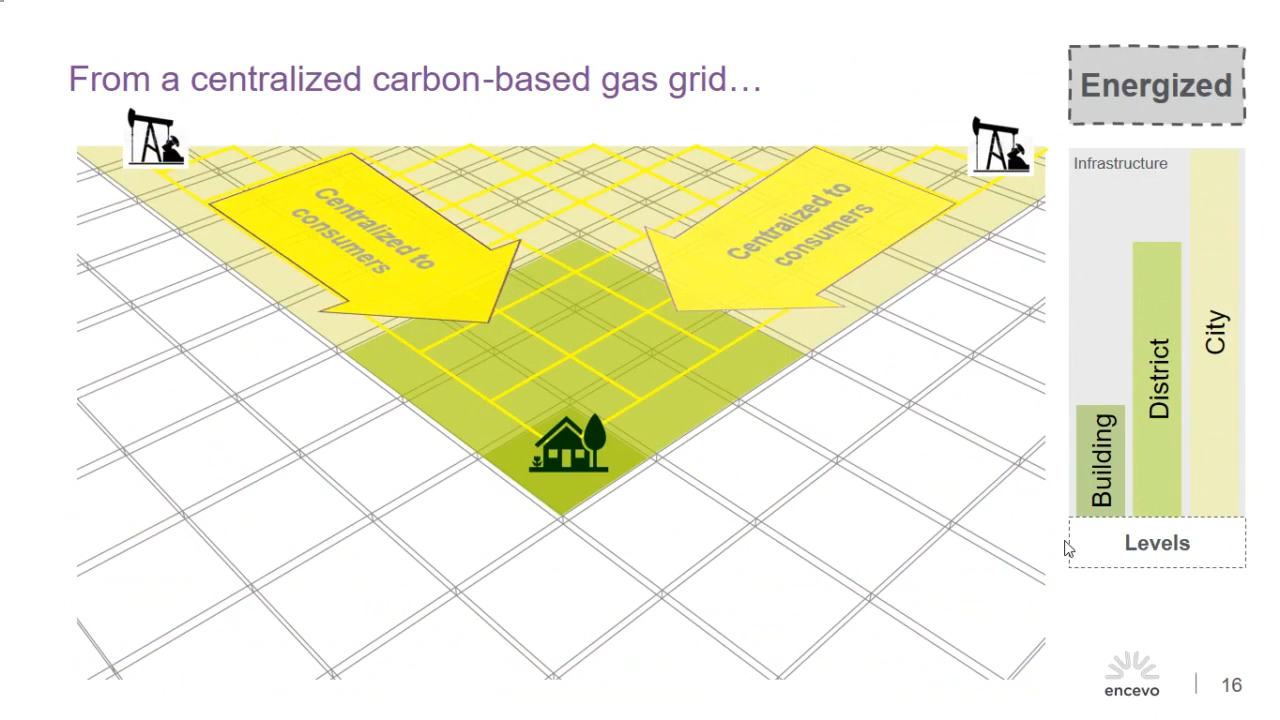 From a centralized carbon-based gas grid…
Energized
Infrastructure
Centralized to
consumers
Centralized to
consumers
Building
District
City
Levels
encevo
16